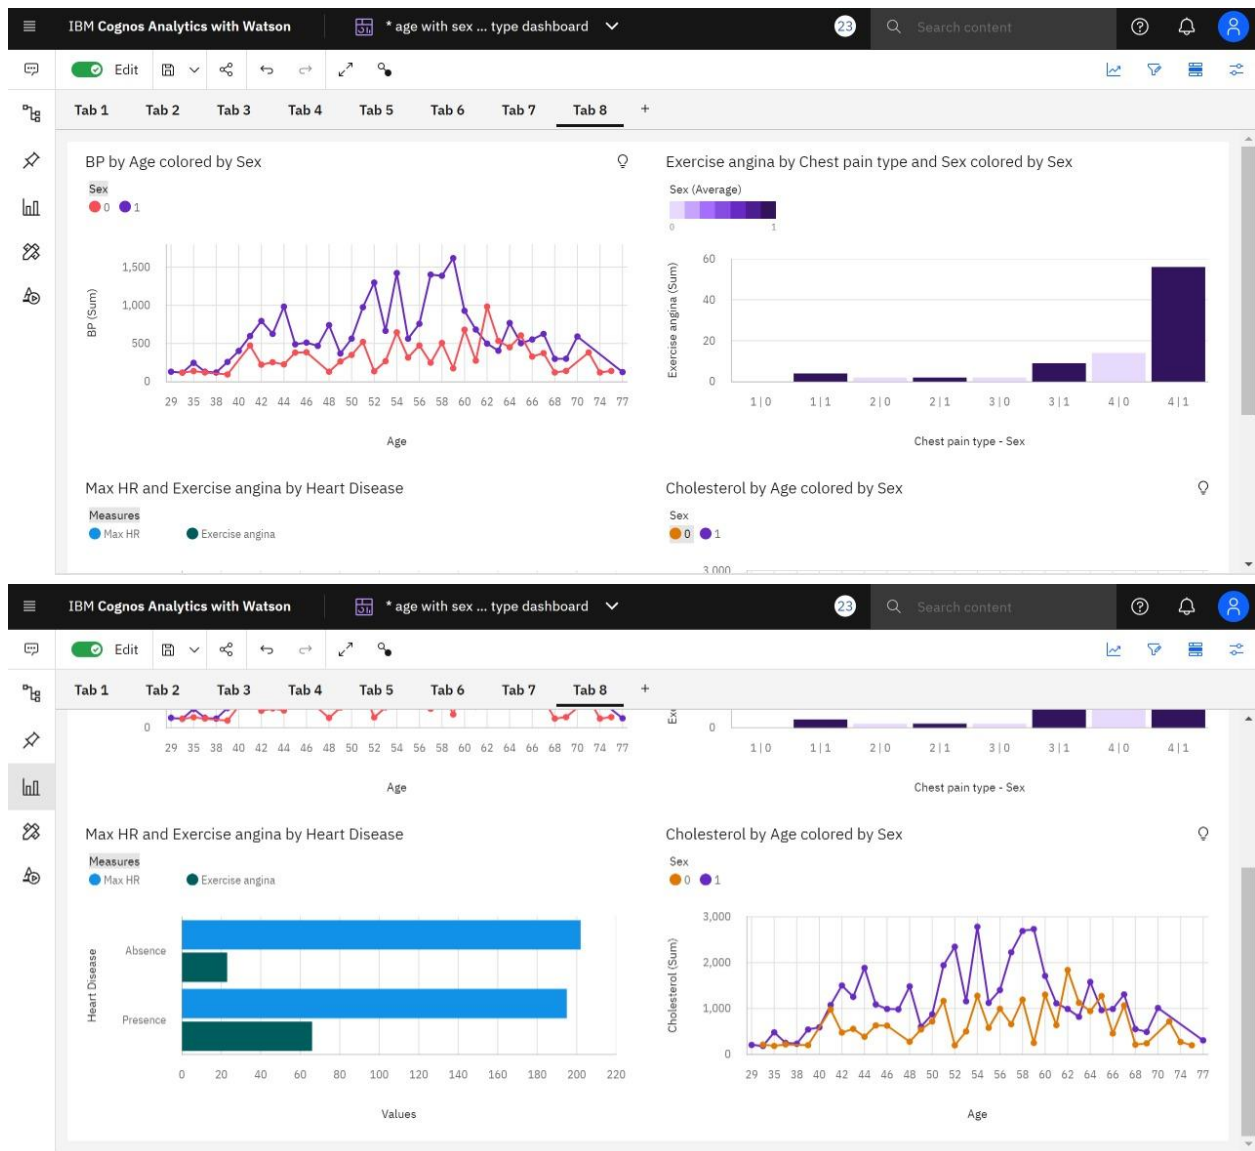 IBM Cognos Analytics with Watson
* age with sex ... type dashboard
23
Search content
Edit
Tab 1 Tab 2 Tab 3 Tab 4 Tab 5 Tab 6 Tab 7 Tab 8 +
BP by Age colored by Sex
Sex
0 1
BP (Sum)
1,500
1,000
500
0
29 35 38 40 42 44 46 48 50 52 54 56 58 60 62 64 66 68 70 74 77
Age
Exercise angina by Chest pain type and Sex colored by Sex
Sex (Average)
0 1
Exercise angina (Sum)
60
40
20
0
1|0 1|1 2|0 2|1 3|0 3|1 4|0 4|1
Chest pain type - Sex
Max HR and Exercise angina by Heart Disease
Measures
Max HR Exercise angina
Cholesterol by Age colored by Sex
Sex
0 1
3,000
IBM Cognos Analytics with Watson
* age with sex ... type dashboard
23
Search content
Edit
Tab 1 Tab 2 Tab 3 Tab 4 Tab 5 Tab 6 Tab 7 Tab 8 +
0
29 35 38 40 42 44 46 48 50 52 54 56 58 60 62 64 66 68 70 74 77
Age
Ex
0
1|0 1|1 2|0 2|1 3|0 3|1 4|0 4|1
Chest pain type - Sex
Max HR and Exercise angina by Heart Disease
Measures
Max HR Exercise angina
Heart Disease
Absence
Presence
0 20 40 60 80 100 120 140 160 180 200 220
Values
Cholesterol by Age colored by Sex
Sex
0 1
Cholesterol (Sum)
3,000
2,000
1,000
0
29 35 38 40 42 44 46 48 50 52 54 56 58 60 62 64 66 68 70 74 77
Age